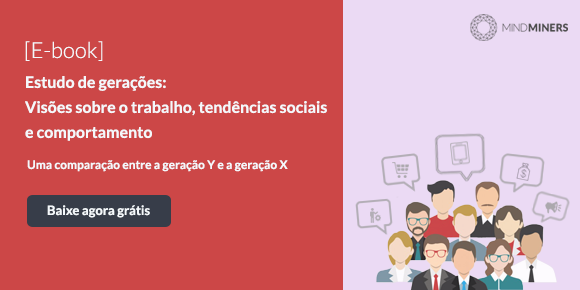 [E-book]
Estudo de gerações:
Visões sobre o trabalho, tendências sociais
e comportamento
Uma comparação entre a geração Y e a geração X
Baixe agora grátis
MINDMINERS